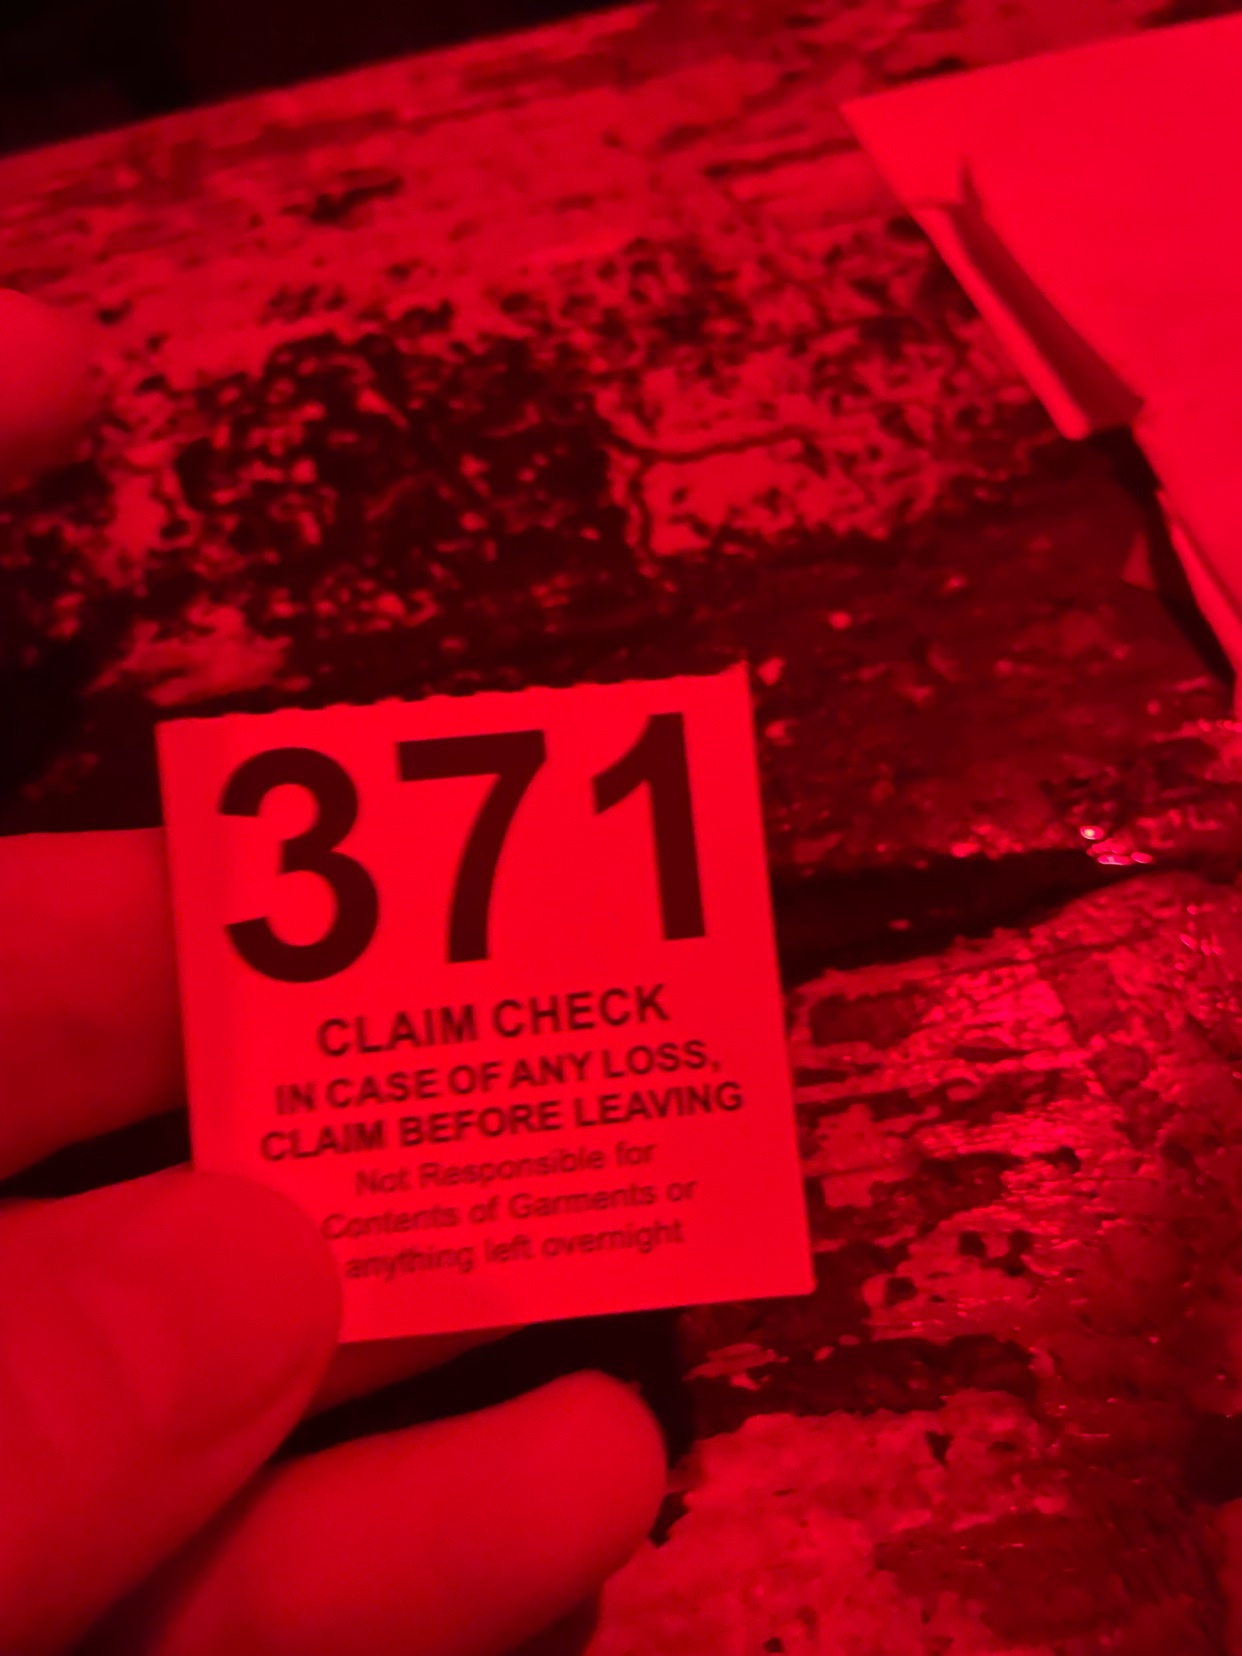 371
CLAIM CHECK
IN CASE OF ANY LOSS,
CLAIM BEFORE LEAVING
Not Responsible for
Contents of Garments or
anything left overnight